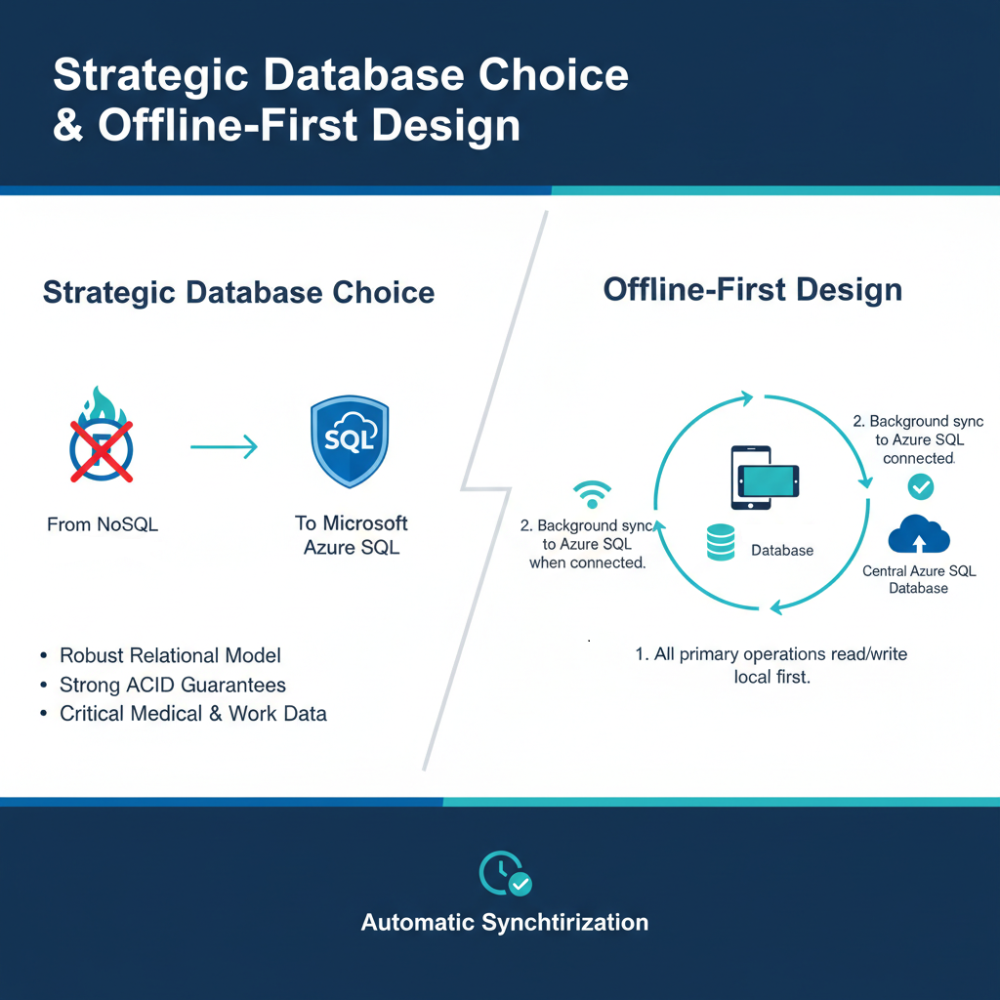 Strategic Database Choice
& Offline-First Design
Strategic Database Choice
From NoSQL
SQL
To Microsoft
Azure SQL
• Robust Relational Model
• Strong ACID Guarantees
• Critical Medical & Work Data
Offline-First Design
2. Background sync
to Azure SQL
when connected.
Database
2. Background sync
to Azure SQL
connected.
Central Azure SQL
Database
1. All primary operations read/write
local first.
Automatic Synchtirization